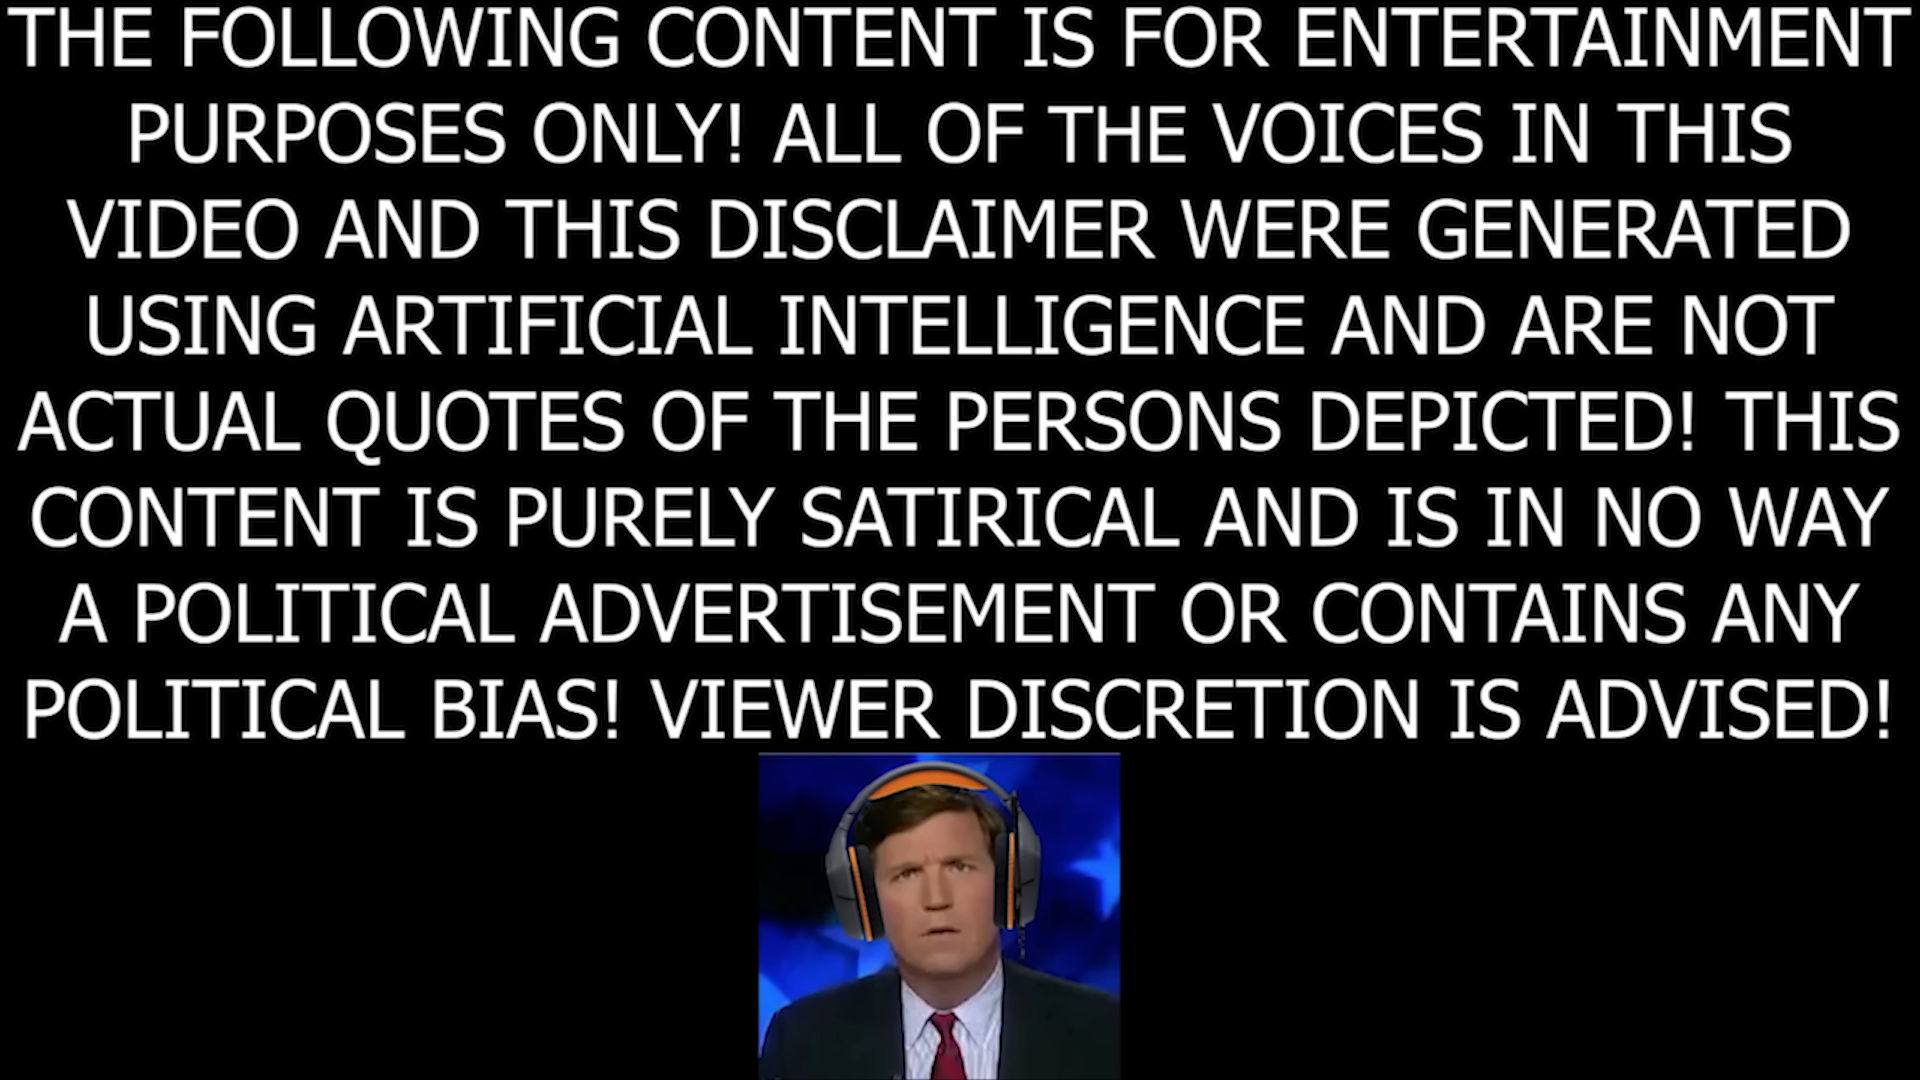 THE FOLLOWING CONTENT IS FOR ENTERTAINMENT
PURPOSES ONLY! ALL OF THE VOICES IN THIS
VIDEO AND THIS DISCLAIMER WERE GENERATED
USING ARTIFICIAL INTELLIGENCE AND ARE NOT
ACTUAL QUOTES OF THE PERSONS DEPICTED! THIS
CONTENT IS PURELY SATIRICAL AND IS IN NO WAY
A POLITICAL ADVERTISEMENT OR CONTAINS ANY
POLITICAL BIAS! VIEWER DISCRETION IS ADVISED!